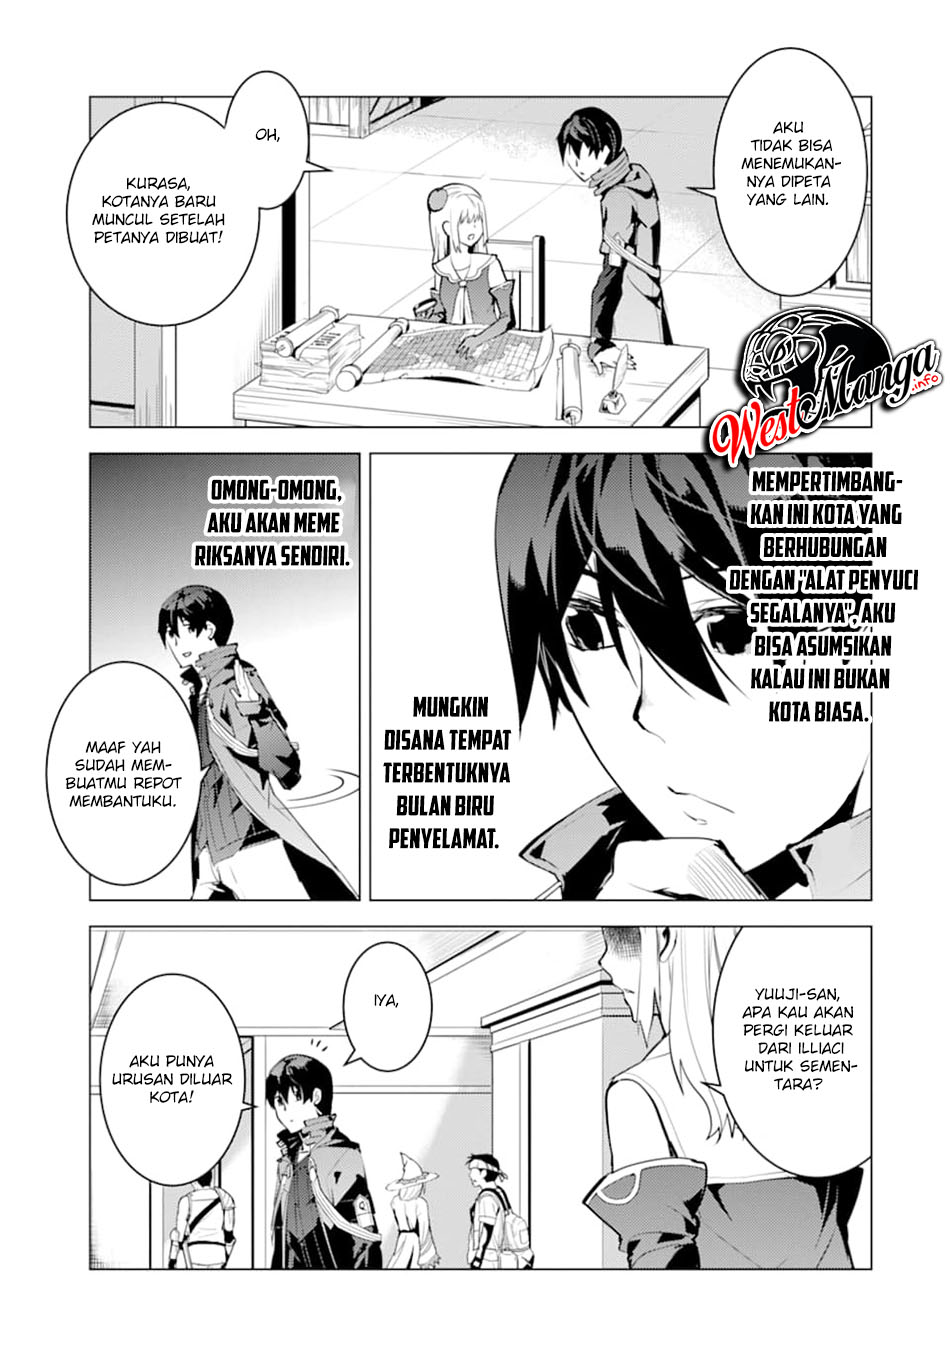 AKU
TIDAK BISA
MENEMUKAN-
NYA DIPETA
YANG LAIN.
OH,
KURASA,
KOTANYA BARU
MUNCUL SETELAH
PETANYA DIBUAT!
WestManga
.info
MEMPERTIMBANG-
KAN INI KOTA YANG
BERHUBUNGAN
DENGAN "ALAT PENYUCI
SEGALANYA", AKU
BISA ASUMSIKAN
KALAU INI BUKAN
KOTA BIASA.
MUNGKIN
DISANA TEMPAT
TERBENTUKNYA
BULAN BIRU
PENYELAMAT.
OMONG-OMONG,
AKU AKAN MEME
RIKSANYA SENDIRI.
MAAF YAH
SUDAH MEM-
BUATMU REPOT
MEMBANTUKU.
YUUJI-SAN,
APA KAU AKAN
PERGI KELUAR
DARI ILLIACI
UNTUK SEMEN-
TARA?
IYA,
AKU PUNYA
URUSAN DILUAR
KOTA!